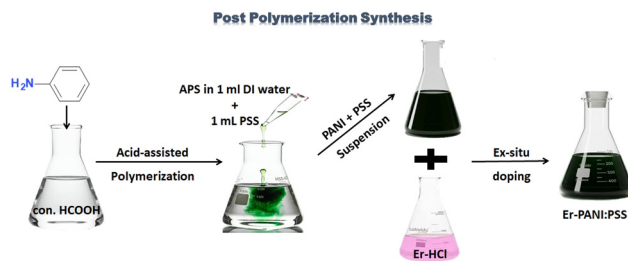 Post Polymerization Synthesis
H₂N
APS in 1 ml DI water
+
1 mL PSS
Acid-assisted
Polymerization
con. HCOOH
PANI + PSS
Suspension
Er-HCl
Ex-situ
doping
Er-PANI:PSS